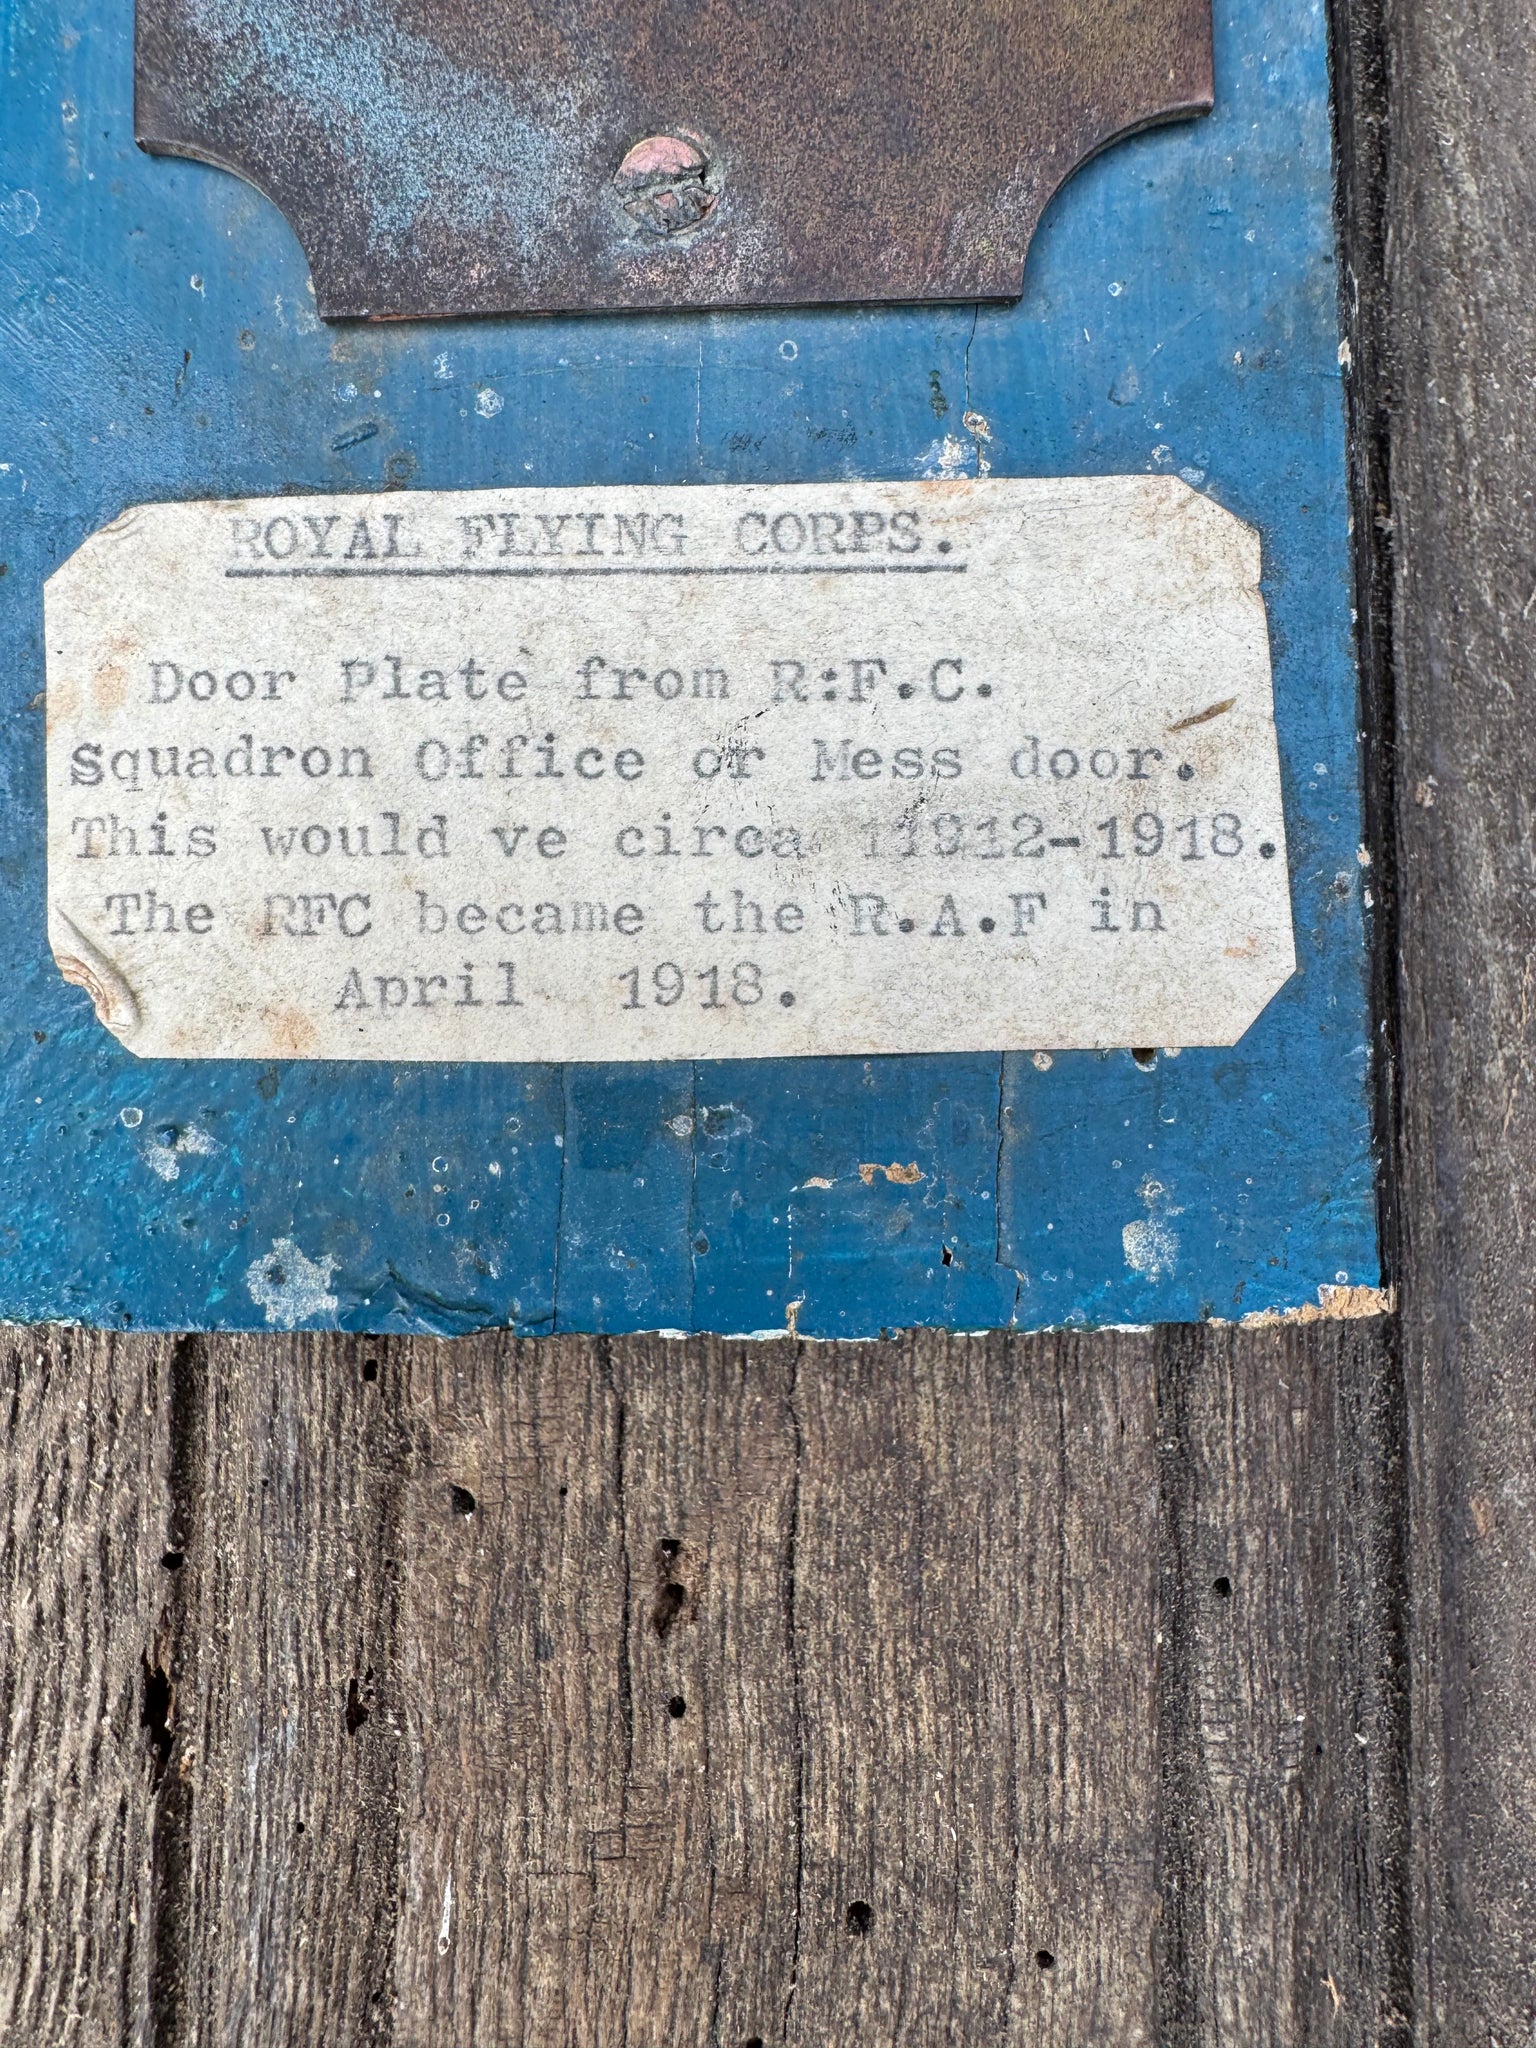 ROYAL FLYING CORPS.
Door Plate from R:F.C.
Squadron Office or Mess door.
This would ve circa 11912-1918.
The RFC became the R.A.F in
April 1918.